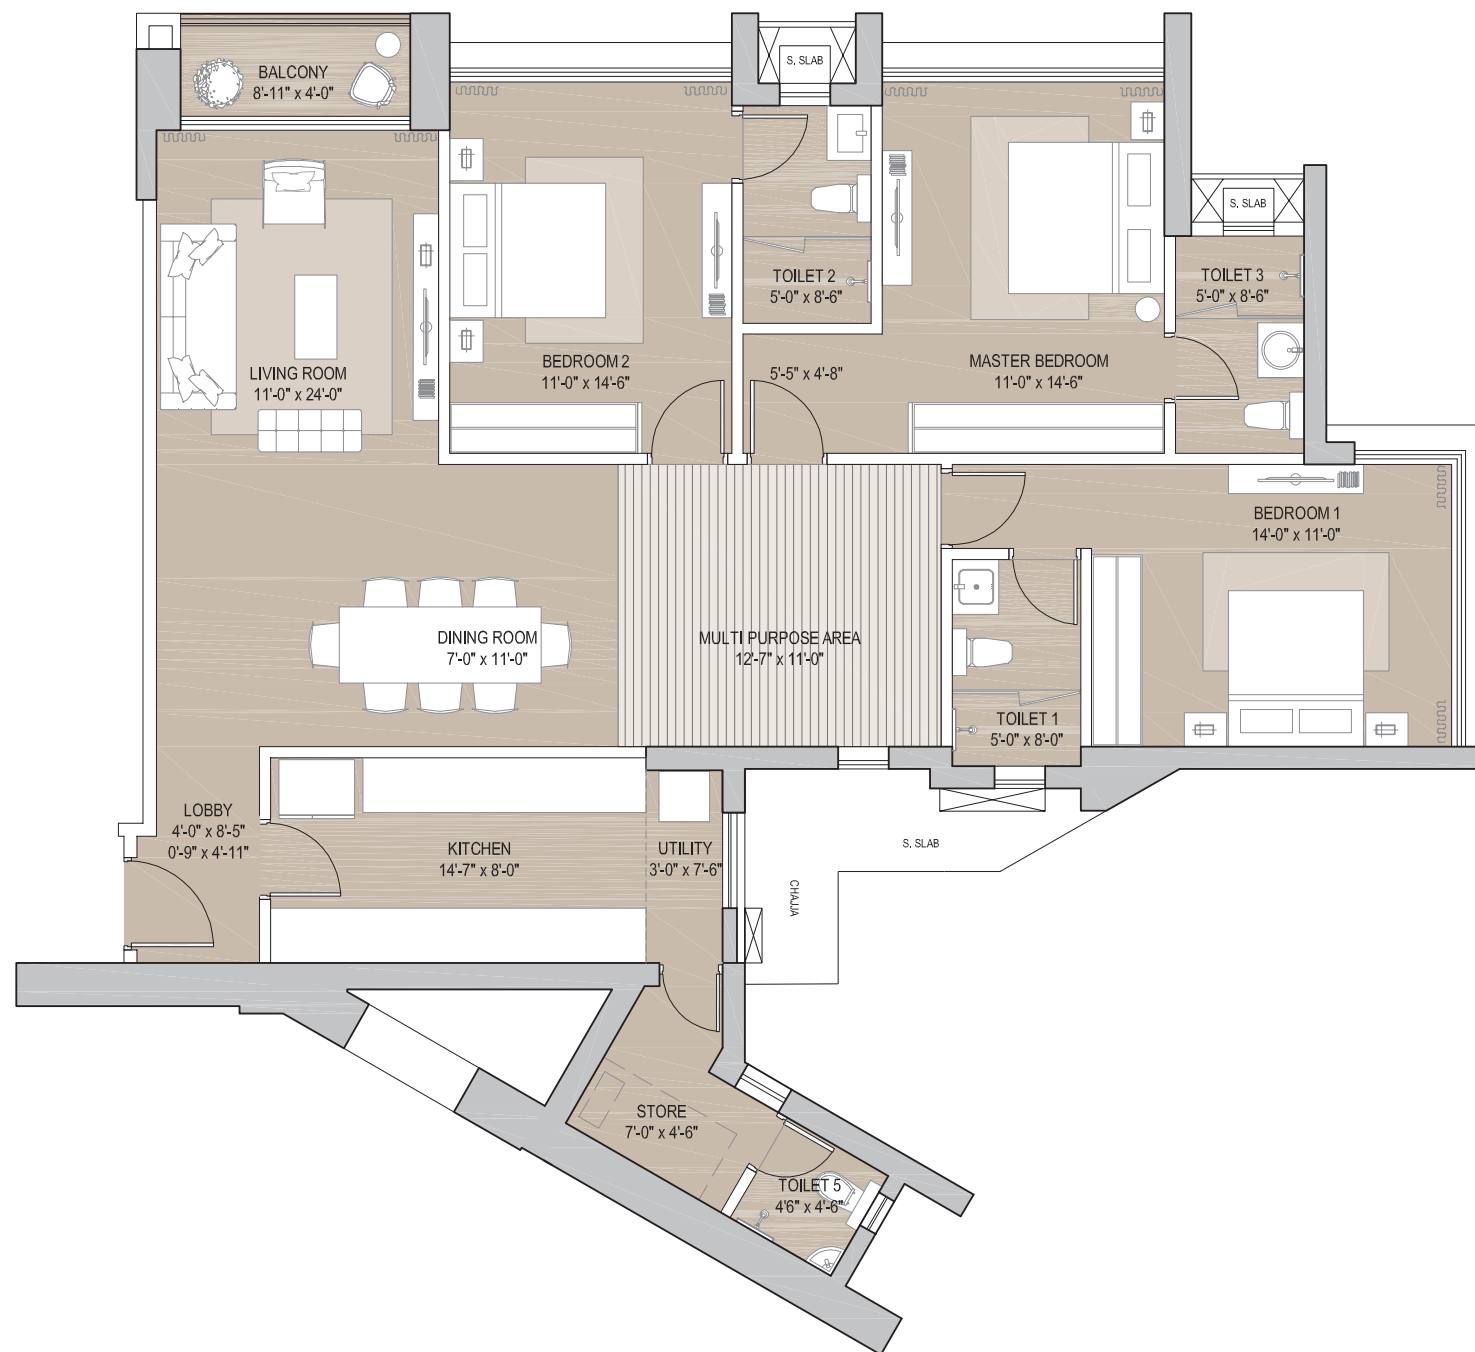 BALCONY
8'-11" x 4'-0"
S. SLAB
S. SLAB
TOILET 2
5'-0" x 8'-6"
TOILET 3
5'-0" x 8'-6"
LIVING ROOM
11'-0" x 24'-0"
BEDROOM 2
11'-0" x 14'-6"
5'-5" x 4'-8"
MASTER BEDROOM
11'-0" x 14'-6"
BEDROOM 1
14'-0" x 11'-0"
DINING ROOM
7'-0" x 11'-0"
MULTI PURPOSE AREA
12'-7" x 11'-0"
TOILET 1
5'-0" x 8'-0"
LOBBY
4'-0" x 8'-5"
0'-9" x 4'-11"
KITCHEN
14'-7" x 8'-0"
UTILITY
3'-0" x 7'-6"
S. SLAB
CHAJJA
STORE
7'-0" x 4'-6"
TOILET 5
4'6" x 4'-6"